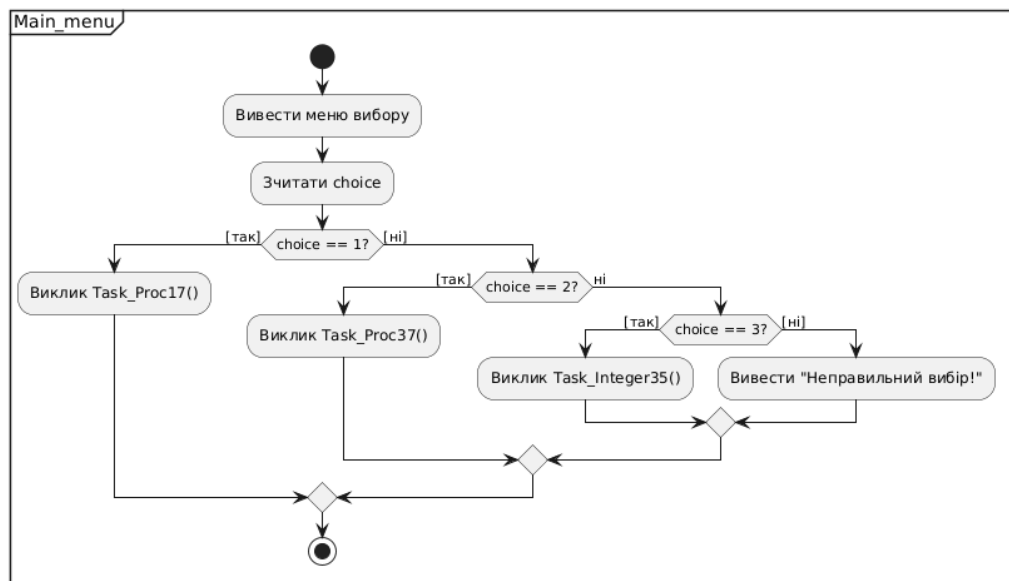 Main_menu
Вивести меню вибору
Зчитати choice
[так] choice == 1? [ні]
Виклик Task_Proc17()
[так] choice == 2? ні
Виклик Task_Proc37()
[так] choice == 3? [ні]
Виклик Task_Integer35()
Вивести "Неправильний вибір!"